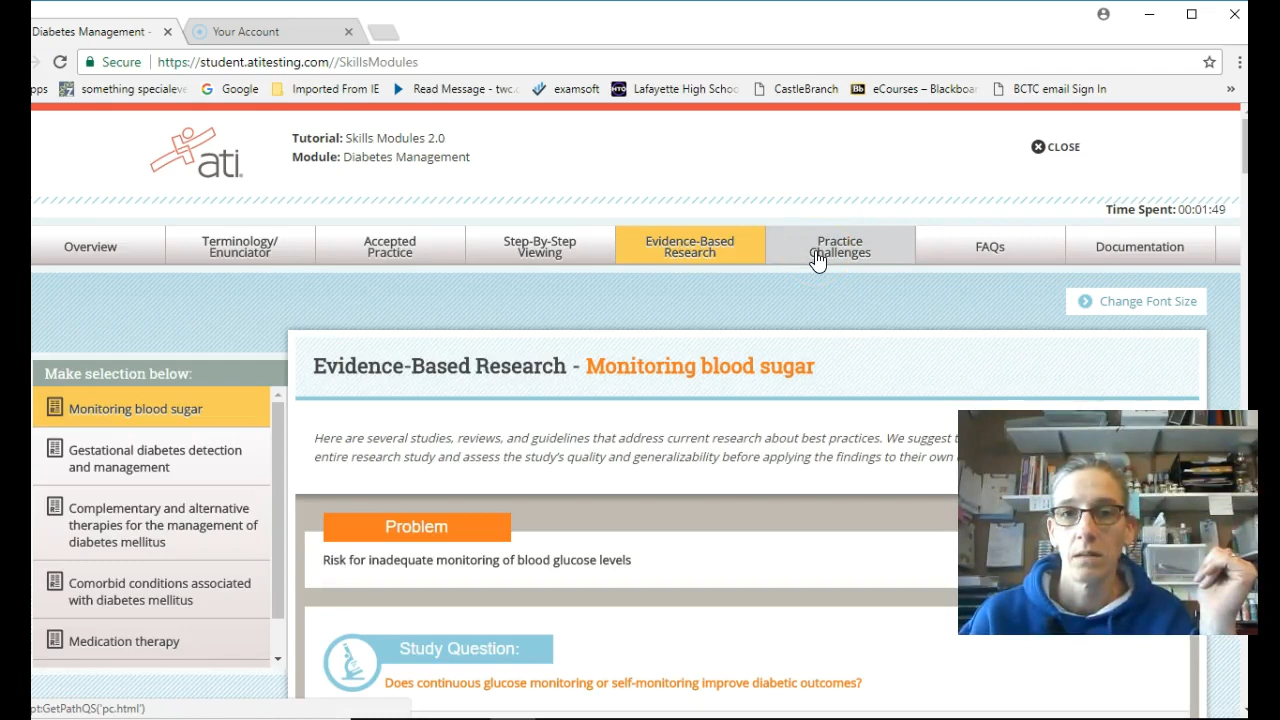 Diabetes Management -
Your Account
Secure
https://student.atitesting.com//SkillsModules
pps
something specialeve
Google
Imported From IE
Read Message - twc.
examsoft
HTO
Lafayette High Schoo
CastleBranch
Bb
eCourses – Blackboa
BCTC email Sign In
»
ati
Tutorial: Skills Modules 2.0
Module: Diabetes Management
CLOSE
Time Spent: 00:01:49
Overview
Terminology/
Enunciator
Accepted
Practice
Step-By-Step
Viewing
Evidence-Based
Research
Practice
Challenges
FAQs
Documentation
Change Font Size
Make selection below:
Monitoring blood sugar
Gestational diabetes detection
and management
Complementary and alternative
therapies for the management of
diabetes mellitus
Comorbid conditions associated
with diabetes mellitus
Medication therapy
Evidence-Based Research - Monitoring blood sugar
Here are several studies, reviews, and guidelines that address current research about best practices. We suggest t
entire research study and assess the study's quality and generalizability before applying the findings to their own
Problem
Risk for inadequate monitoring of blood glucose levels
Study Question:
Does continuous glucose monitoring or self-monitoring improve diabetic outcomes?
pt:GetPathQS('pc.html')